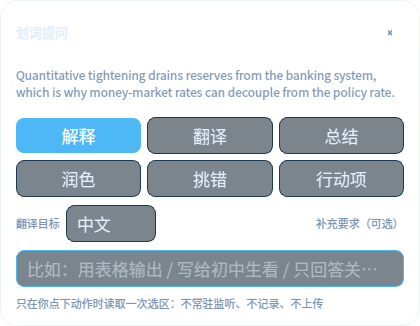 划词提问
×
Quantitative tightening drains reserves from the banking system,
which is why money-market rates can decouple from the policy rate.
解释 翻译 总结
润色 挑错 行动项
翻译目标 中文 补充要求（可选）
比如：用表格输出 / 写给初中生看 / 只回答关…
只在你点下动作时读取一次选区：不常驻监听、不记录、不上传